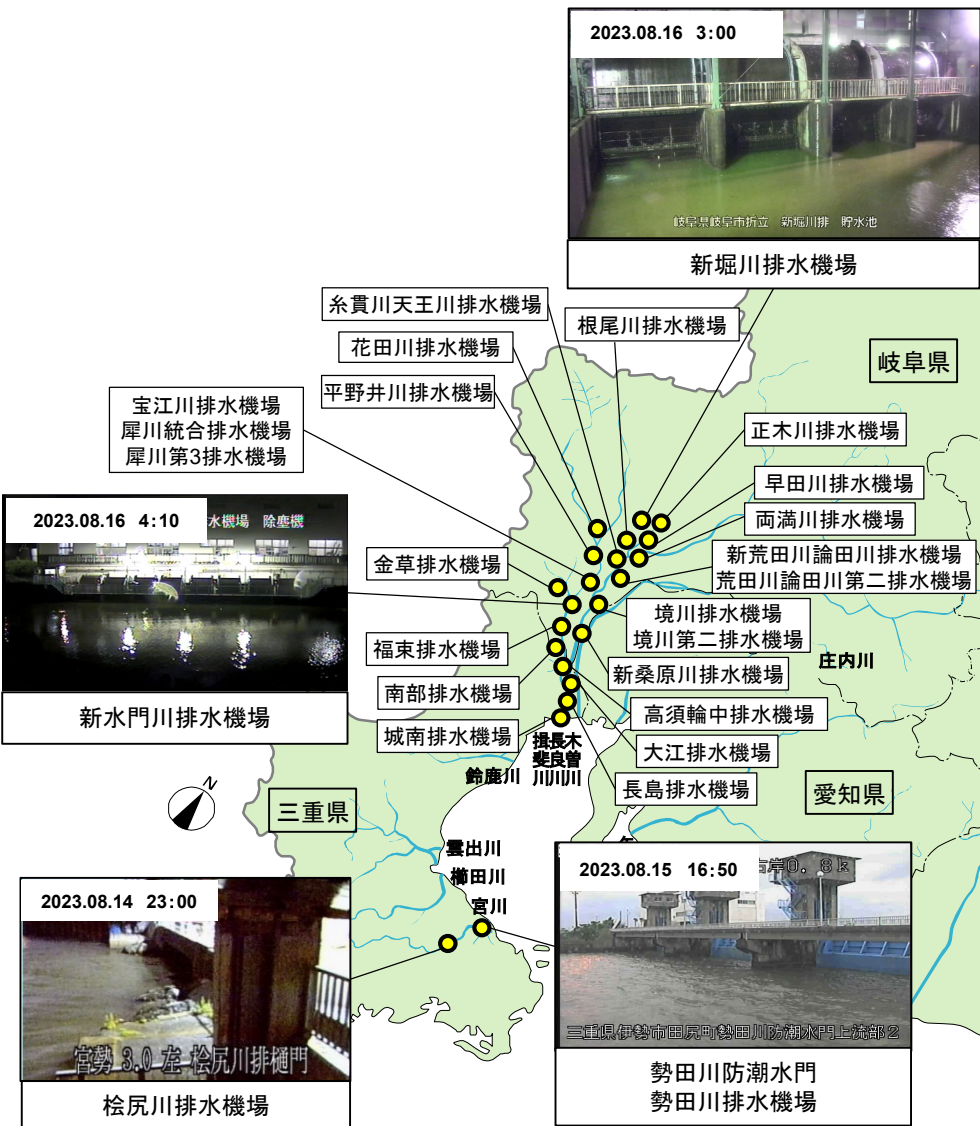 2023.08.16 3:00
岐阜県岐阜市折立 新堀川排 貯水池
新堀川排水機場
糸貫川天王川排水機場
根尾川排水機場
花田川排水機場
岐阜県
平野井川排水機場
宝江川排水機場
犀川統合排水機場
犀川第3排水機場
正木川排水機場
早田川排水機場
両満川排水機場
2023.08.16 4:10
水機場 除塵機
金草排水機場
新荒田川論田川排水機場
荒田川論田川第二排水機場
境川排水機場
境川第二排水機場
福束排水機場
庄内川
新桑原川排水機場
南部排水機場
新水門川排水機場
高須輪中排水機場
城南排水機場
大江排水機場
揖斐川
長良川
木曽川
鈴鹿川
長島排水機場
N
三重県
愛知県
雲出川
櫛田川
宮川
2023.08.15 16:50
右岸0.8k
三重県伊勢市田尻町勢田川防潮水門上流部2
勢田川防潮水門
勢田川排水機場
2023.08.14 23:00
宮勢 3.0 左 桧尻川排樋門
桧尻川排水機場